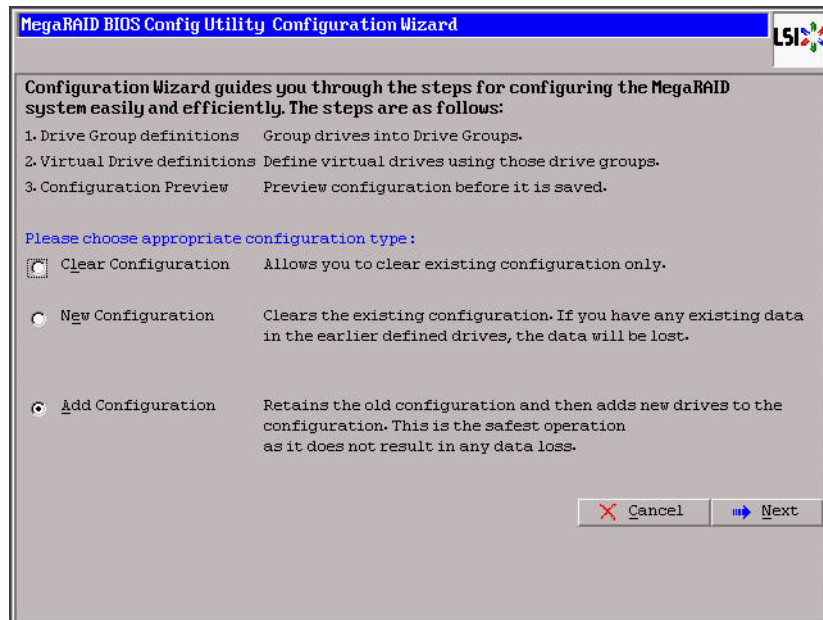 MegaRAID BIOS Config Utility Configuration Wizard
LSI
Configuration Wizard guides you through the steps for configuring the MegaRAID
system easily and efficiently. The steps are as follows:
1. Drive Group definitions Group drives into Drive Groups.
2. Virtual Drive definitions Define virtual drives using those drive groups.
3. Configuration Preview Preview configuration before it is saved.
Please choose appropriate configuration type:
Clear Configuration Allows you to clear existing configuration only.
New Configuration Clears the existing configuration. If you have any existing data
in the earlier defined drives, the data will be lost.
Add Configuration Retains the old configuration and then adds new drives to the
configuration. This is the safest operation
as it does not result in any data loss.
Cancel Next